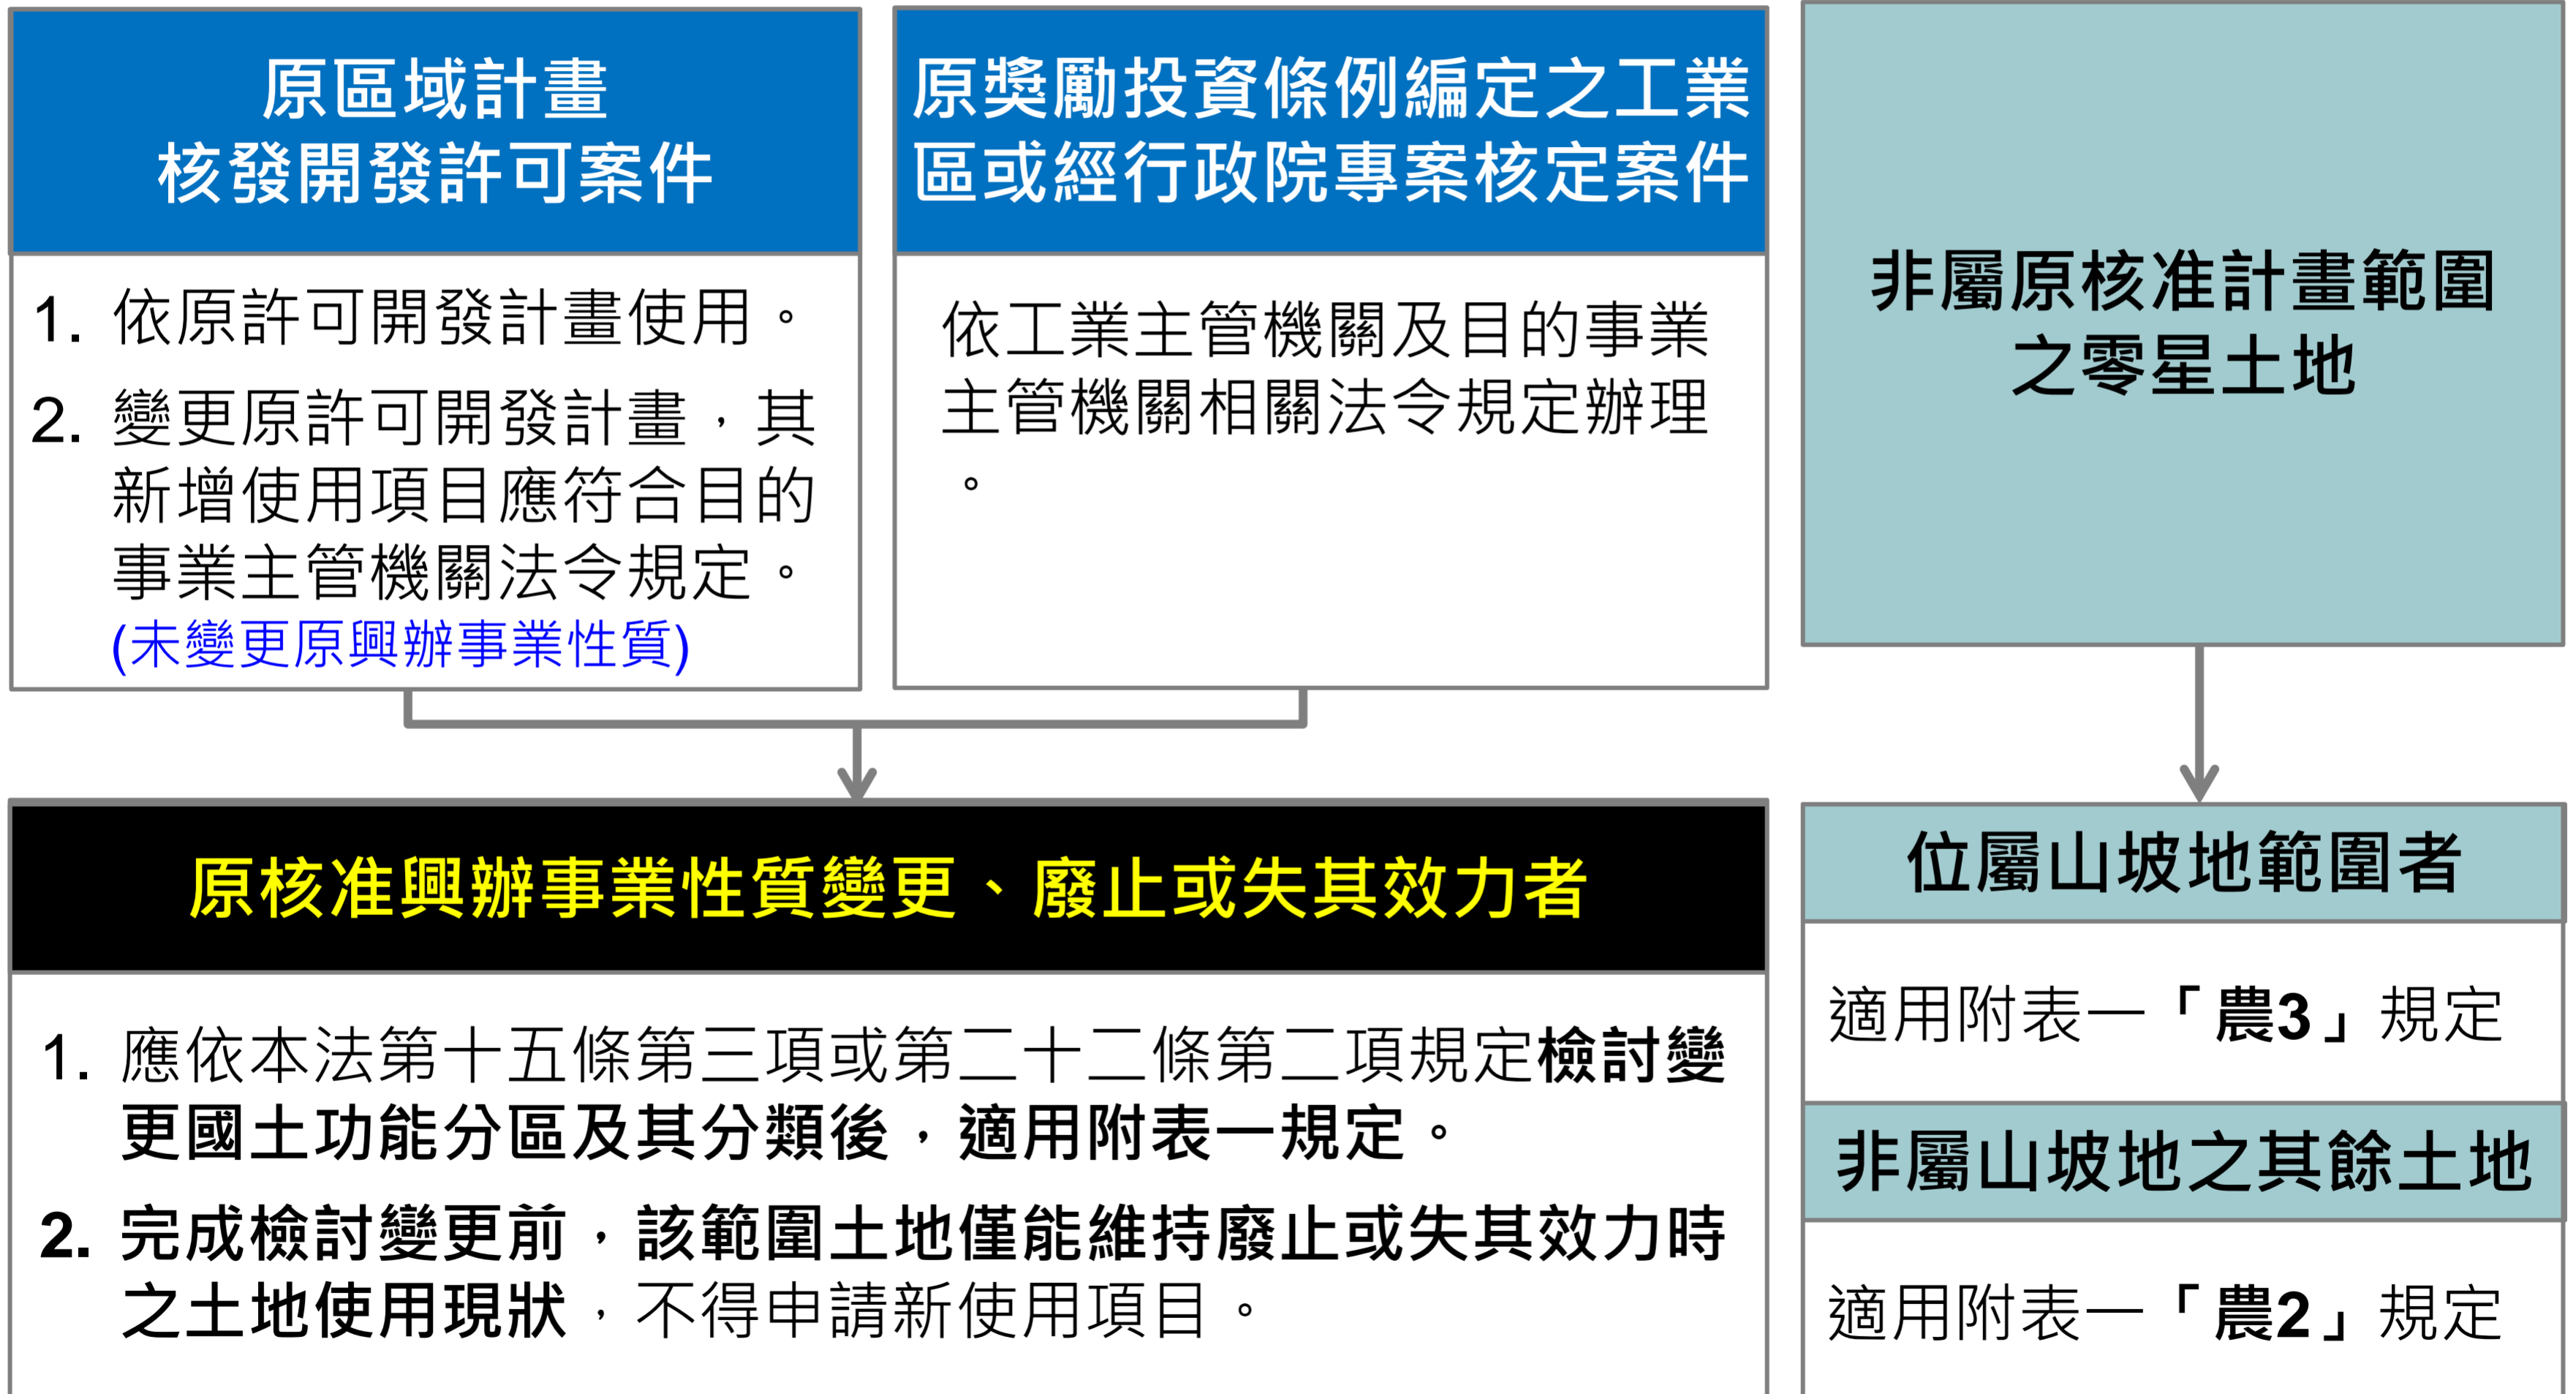 原區域計畫
核發開發許可案件
1. 依原許可開發計畫使用。
2. 變更原許可開發計畫，其
新增使用項目應符合目的
事業主管機關法令規定。
(未變更原興辦事業性質)
原獎勵投資條例編定之工業
區或經行政院專案核定案件
依工業主管機關及目的事業
主管機關相關法令規定辦理
。
非屬原核准計畫範圍
之零星土地
原核准興辦事業性質變更、廢止或失其效力者
1. 應依本法第十五條第三項或第二十二條第二項規定檢討變
更國土功能分區及其分類後，適用附表一規定。
2. 完成檢討變更前，該範圍土地僅能維持廢止或失其效力時
之土地使用現狀，不得申請新使用項目。
位屬山坡地範圍者
適用附表一「農3」規定
非屬山坡地之其餘土地
適用附表一「農2」規定